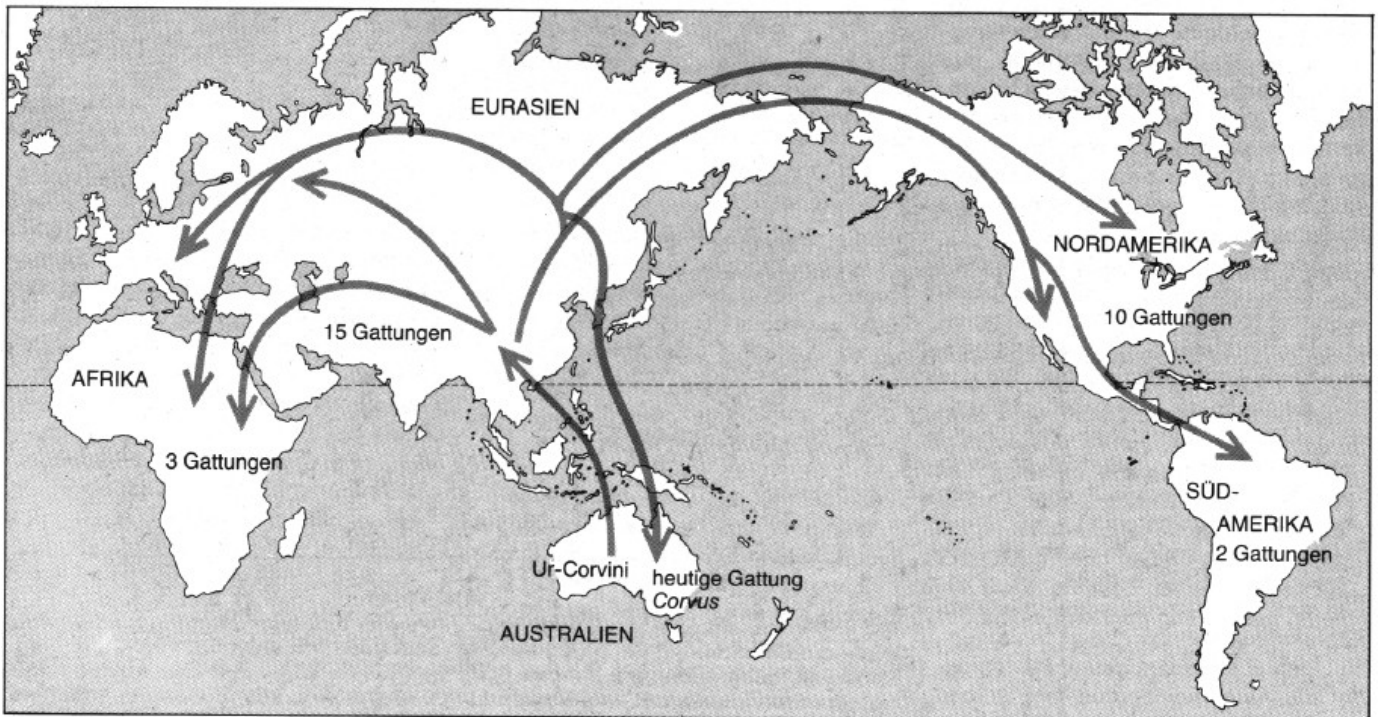 EURASIEN
NORDAMERIKA
10 Gattungen
15 Gattungen
AFRIKA
3 Gattungen
SÜD-
AMERIKA
2 Gattungen
Ur-Corvini
heutige Gattung
Corvus
AUSTRALIEN